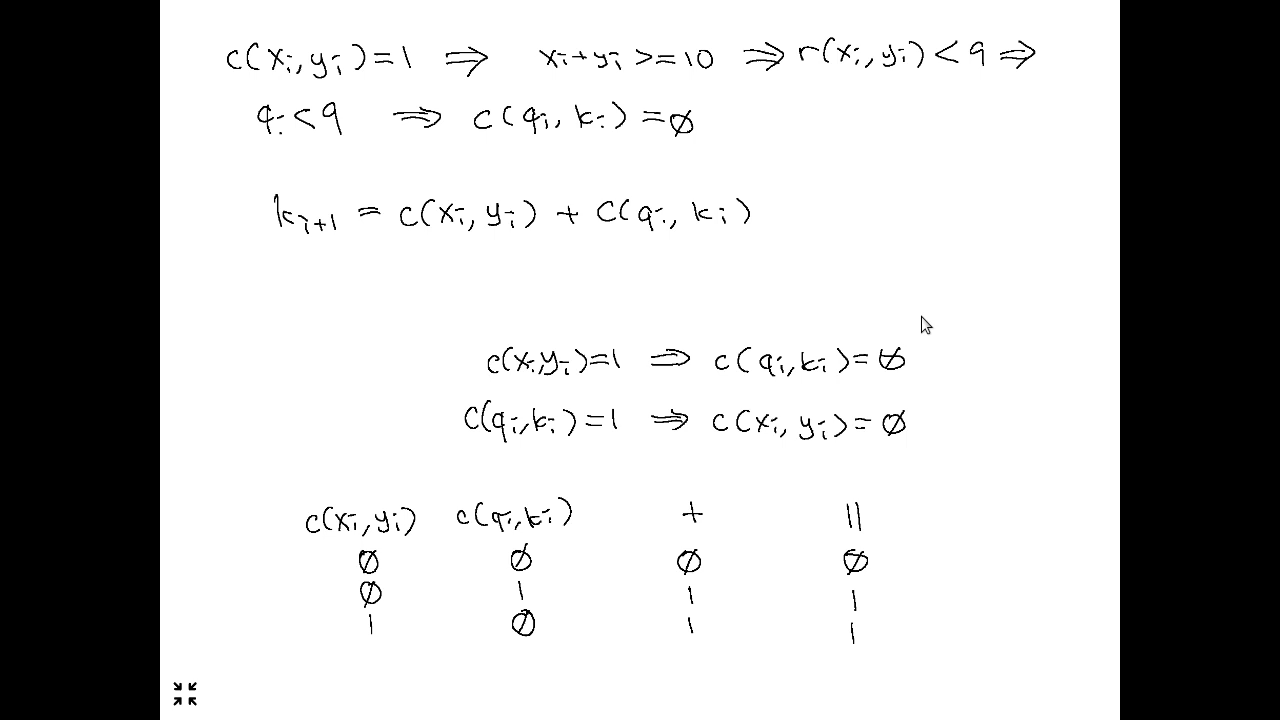 c(xᵢ, yᵢ) = 1 ⇒ xᵢ + yᵢ >= 10 ⇒ r(xᵢ, yᵢ) < 9 ⇒
qᵢ < 9 ⇒ c(qᵢ, kᵢ) = ∅
kᵢ₊₁ = c(xᵢ, yᵢ) + c(qᵢ, kᵢ)
c(xᵢ, yᵢ) = 1 ⇒ c(qᵢ, kᵢ) = ∅
c(qᵢ, kᵢ) = 1 ⇒ c(xᵢ, yᵢ) = ∅
c(xᵢ, yᵢ) c(qᵢ, kᵢ) + ||
∅ ∅ ∅ ∅
∅ 1 1 1
1 ∅ 1 1